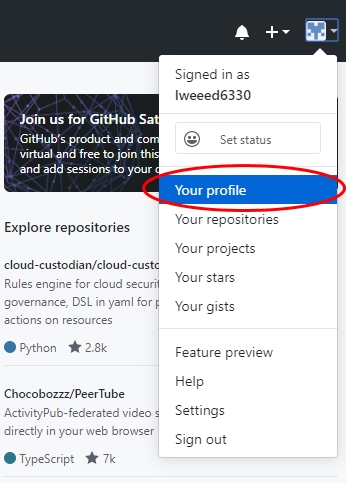 Signed in as
lweeed6330
Set status
Your profile
Your repositories
Your projects
Your stars
Your gists
Feature preview
Help
Settings
Sign out
Join us for GitHub Sat
GitHub's product and com
virtual and free to join this
and add sessions to your c
Explore repositories
cloud-custodian/cloud-custo
Rules engine for cloud securit
governance, DSL in yaml for p
actions on resources
Python 2.8k
Chocobozzz/PeerTube
ActivityPub-federated video s
directly in your web browser
TypeScript 7k